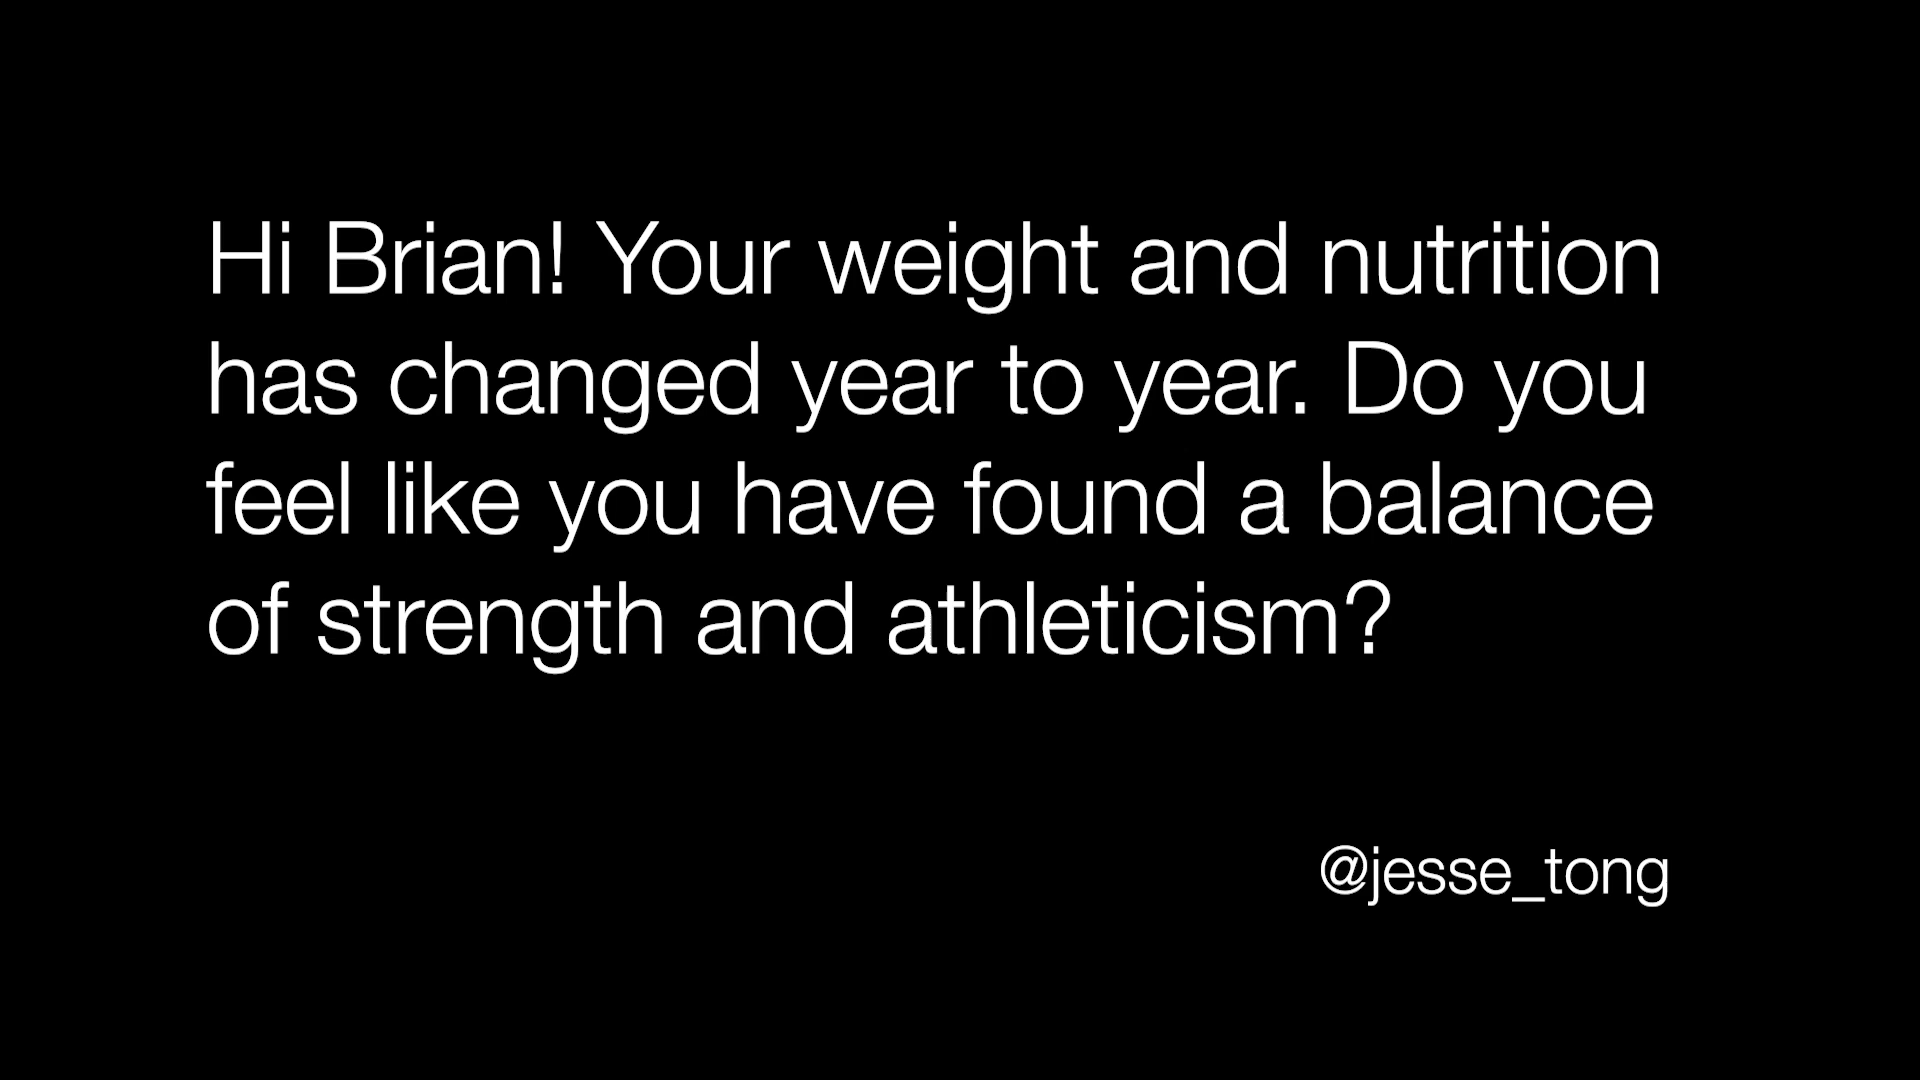 Hi Brian! Your weight and nutrition
has changed year to year. Do you
feel like you have found a balance
of strength and athleticism?
@jesse_tong